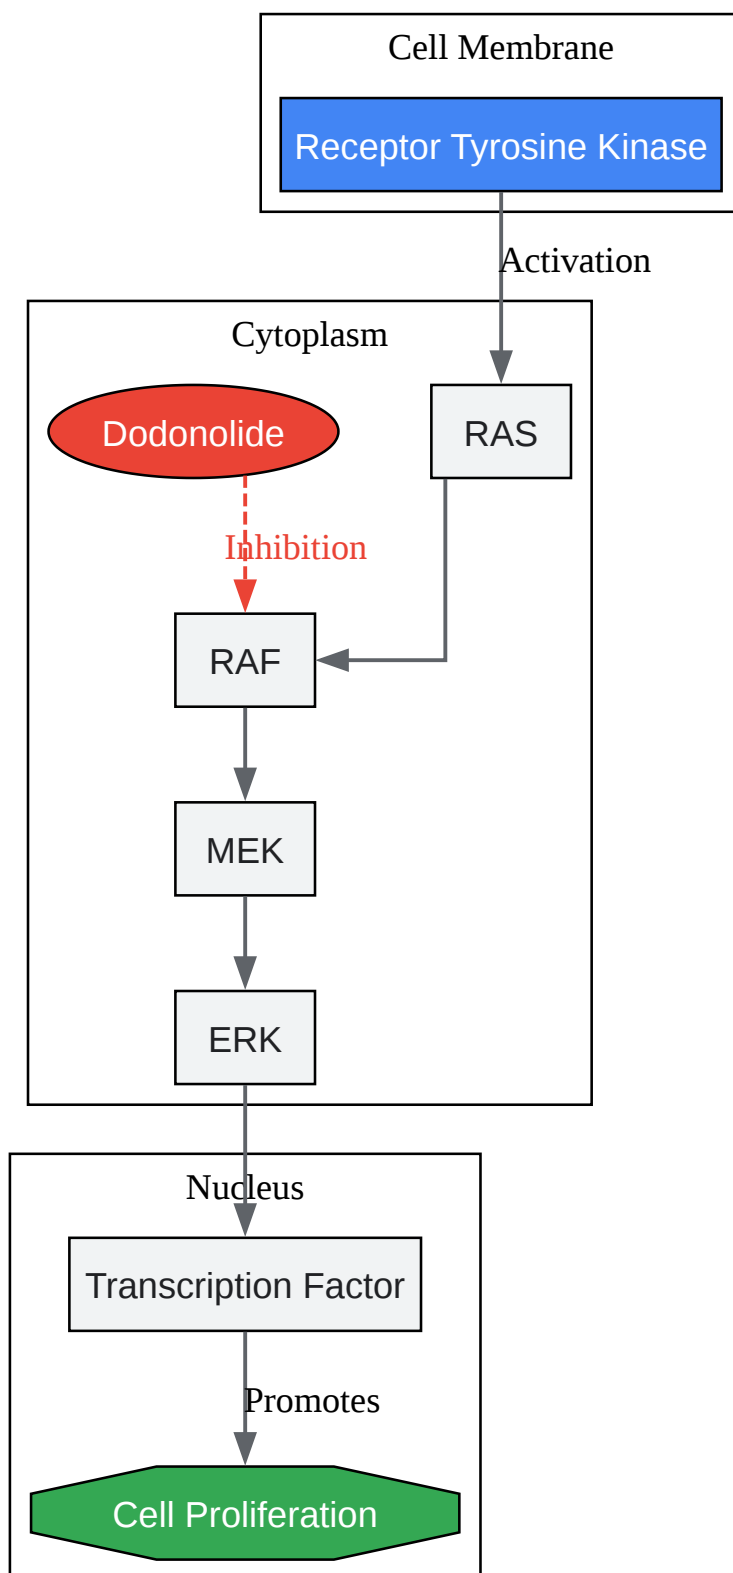 Cell Membrane
Receptor Tyrosine Kinase
Activation
Cytoplasm
Dodonolide
RAS
Inhibition
RAF
MEK
ERK
Nucleus
Transcription Factor
Promotes
Cell Proliferation